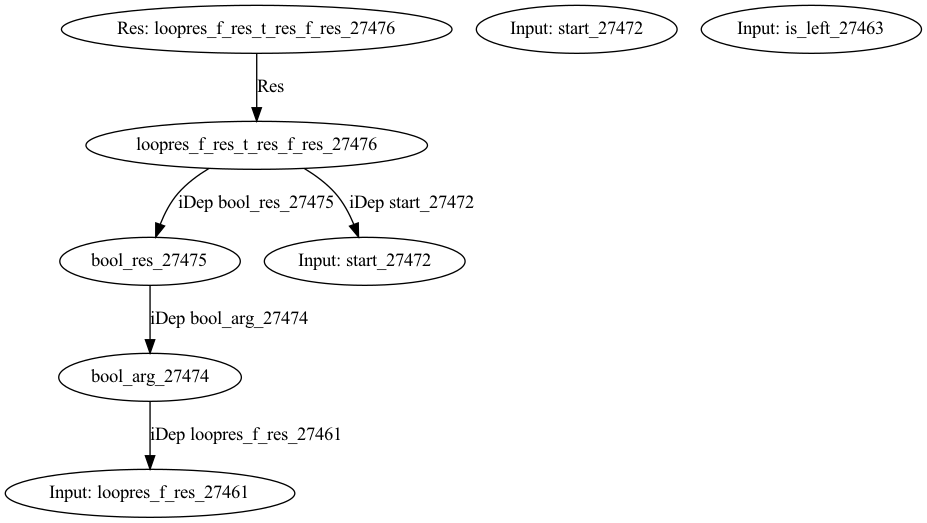 Res: loopres_f_res_t_res_f_res_27476
Input: start_27472
Input: is_left_27463
Res
loopres_f_res_t_res_f_res_27476
iDep bool_res_27475
iDep start_27472
bool_res_27475
Input: start_27472
iDep bool_arg_27474
bool_arg_27474
iDep loopres_f_res_27461
Input: loopres_f_res_27461